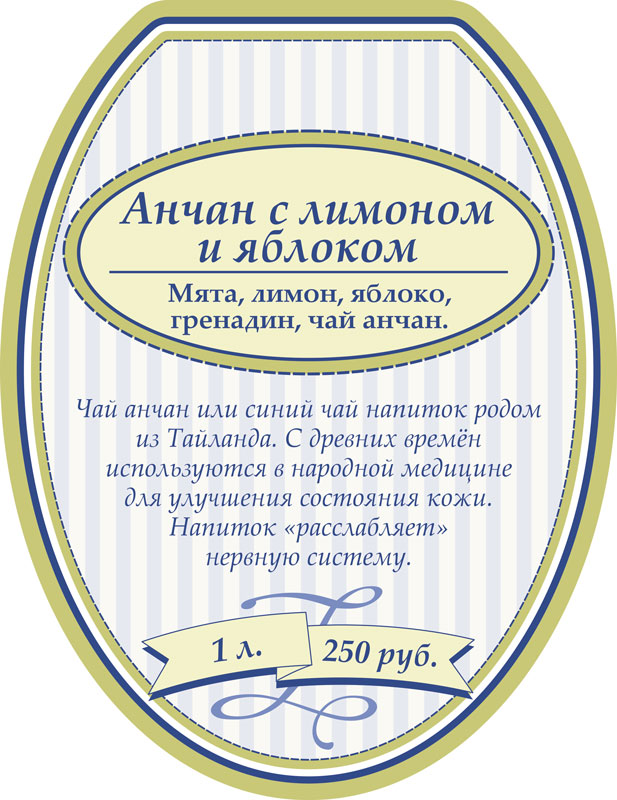 Анчан с лимоном
и яблоком
Мята, лимон, яблоко,
гренадин, чай анчан.
Чай анчан или синий чай напиток родом
из Тайланда. С древних времён
используются в народной медицине
для улучшения состояния кожи.
Напиток «расслабляет»
нервную систему.
1 л.
250 руб.